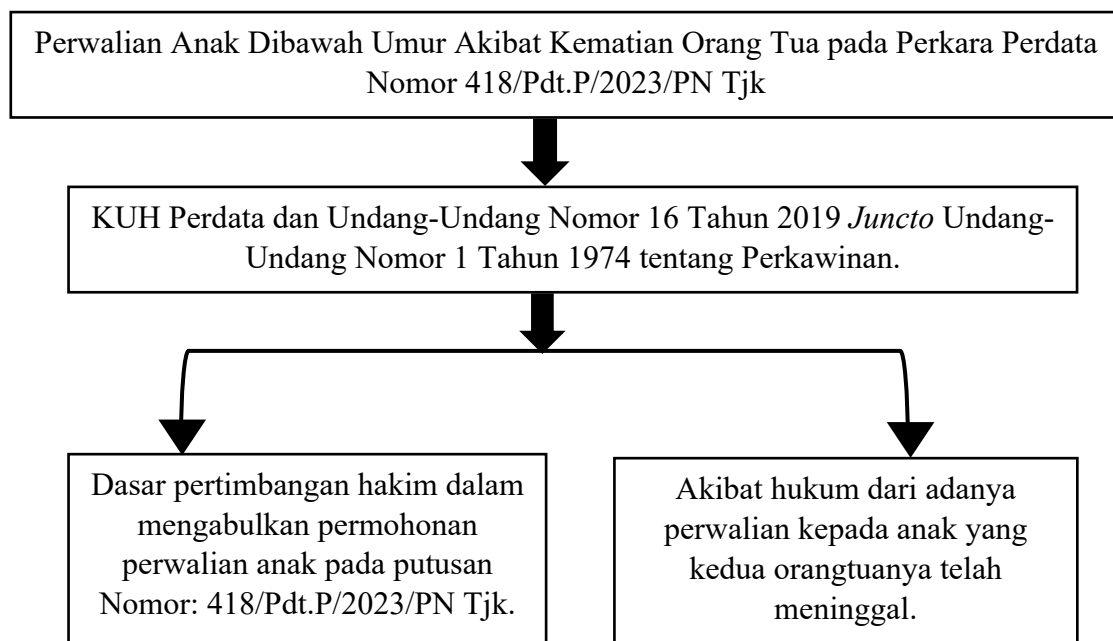 Perwalian Anak Dibawah Umur Akibat Kematian Orang Tua pada Perkara Perdata
Nomor 418/Pdt.P/2023/PN Tjk
KUH Perdata dan Undang-Undang Nomor 16 Tahun 2019 Juncto Undang-
Undang Nomor 1 Tahun 1974 tentang Perkawinan.
Dasar pertimbangan hakim dalam
mengabulkan permohonan
perwalian anak pada putusan
Nomor: 418/Pdt.P/2023/PN Tjk.
Akibat hukum dari adanya
perwalian kepada anak yang
kedua orangtuanya telah
meninggal.